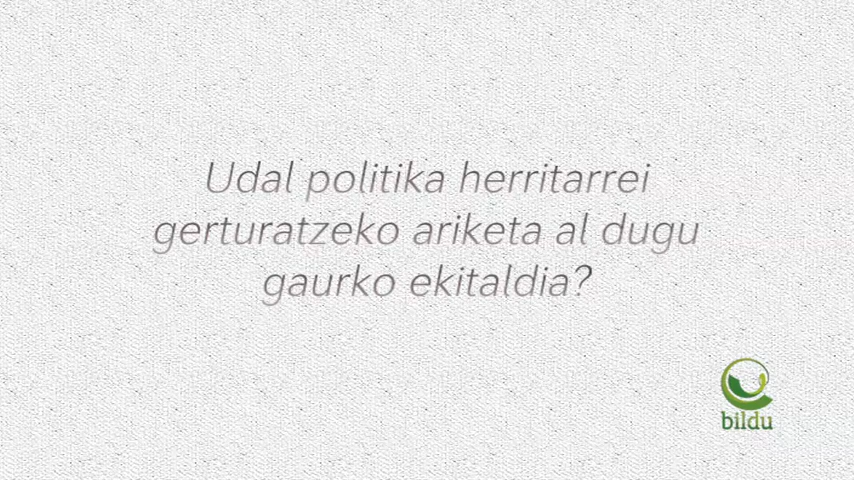 Udal politika herritarrei
gerturatzeko ariketa al dugu
gaurko ekitaldia?
bildu